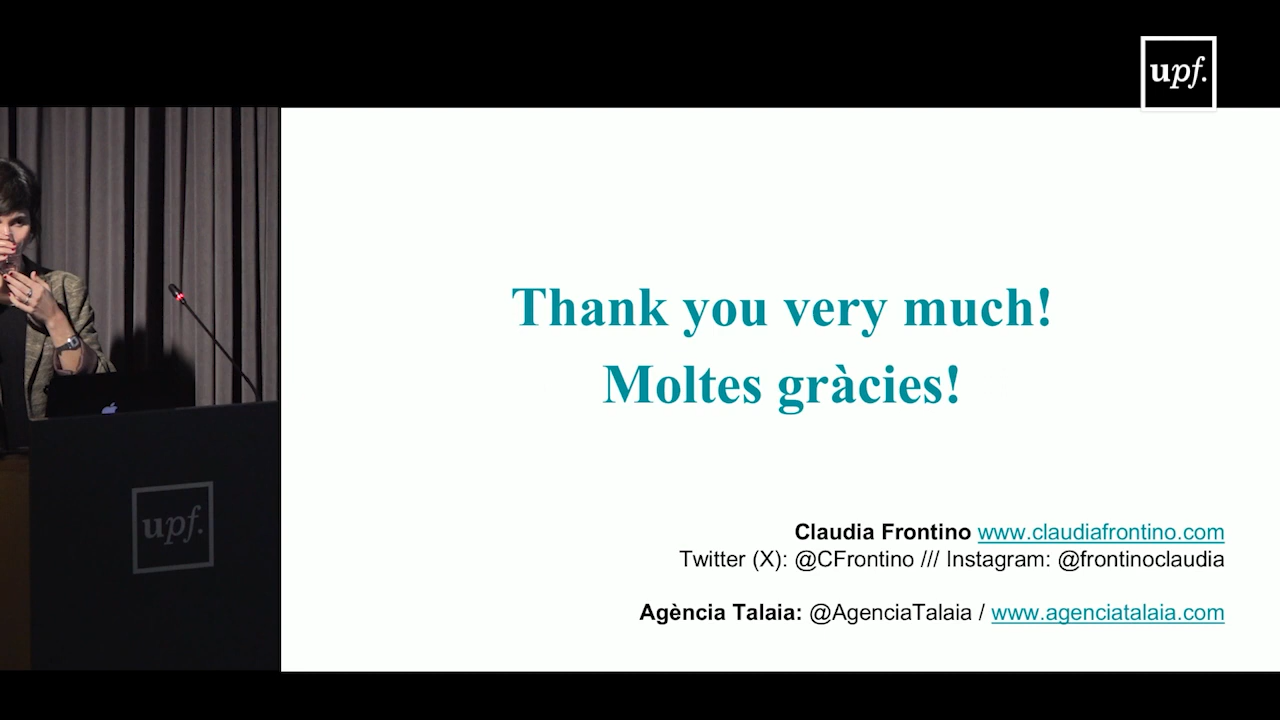 upf.
Thank you very much!
Moltes gràcies!
Claudia Frontino www.claudiafrontino.com
Twitter (X): @CFrontino /// Instagram: @frontinoclaudia
Agència Talaia: @AgenciaTalaia / www.agenciatalaia.com
upf.